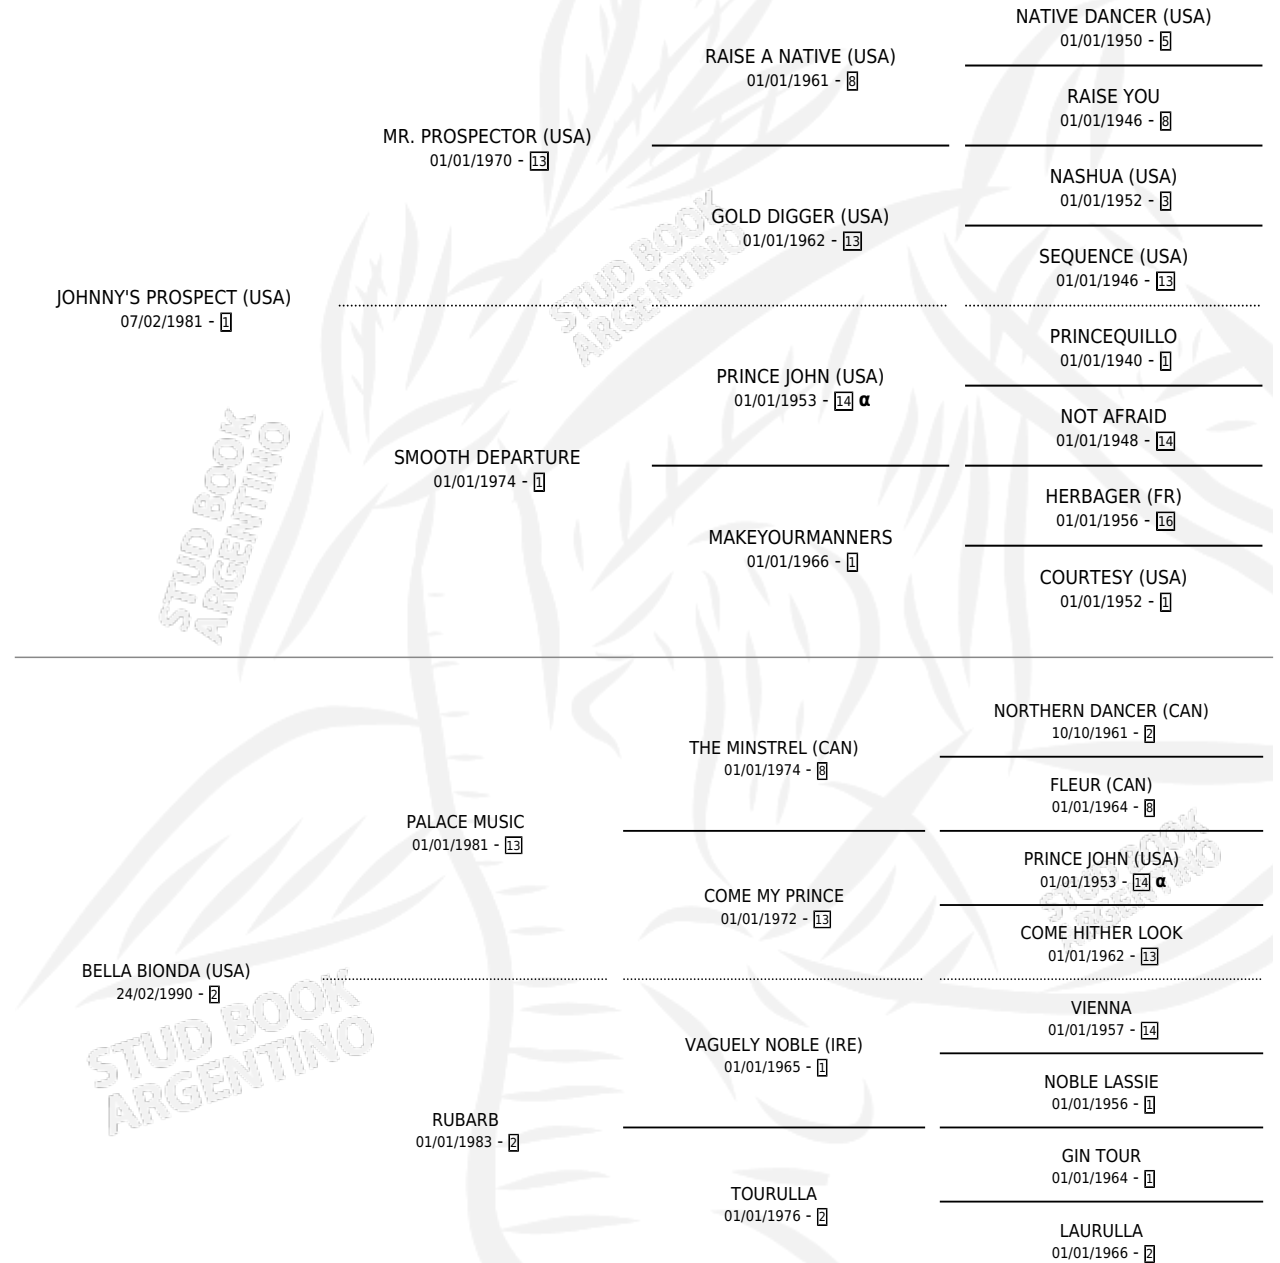 NATIVE DANCER (USA)
01/01/1950 - 5
RAISE A NATIVE (USA)
01/01/1961 - 8
RAISE YOU
01/01/1946 - 8
MR. PROSPECTOR (USA)
01/01/1970 - 13
NASHUA (USA)
01/01/1952 - 3
GOLD DIGGER (USA)
01/01/1962 - 13
STUD BOOK
ARGENTINO
SEQUENCE (USA)
01/01/1946 - 13
JOHNNY'S PROSPECT (USA)
07/02/1981 - 1
PRINCEQUILLO
01/01/1940 - 1
PRINCE JOHN (USA)
01/01/1953 - 14 α
NOT AFRAID
01/01/1948 - 14
SMOOTH DEPARTURE
01/01/1974 - 1
STUD BOOK
ARGENTINO
HERBAGER (FR)
01/01/1956 - 16
MAKEYOURMANNERS
01/01/1966 - 1
COURTESY (USA)
01/01/1952 - 1
NORTHERN DANCER (CAN)
10/10/1961 - 2
THE MINSTREL (CAN)
01/01/1974 - 8
FLEUR (CAN)
01/01/1964 - 8
PALACE MUSIC
01/01/1981 - 13
PRINCE JOHN (USA)
01/01/1953 - 14 α
STUD BOOK
ARGENTINO
COME MY PRINCE
01/01/1972 - 13
COME HITHER LOOK
01/01/1962 - 13
BELLA BIONDA (USA)
24/02/1990 - 2
STUD BOOK
ARGENTINO
VIENNA
01/01/1957 - 14
VAGUELY NOBLE (IRE)
01/01/1965 - 1
NOBLE LASSIE
01/01/1956 - 1
RUBARB
01/01/1983 - 2
GIN TOUR
01/01/1964 - 1
TOURULLA
01/01/1976 - 2
LAURULLA
01/01/1966 - 2